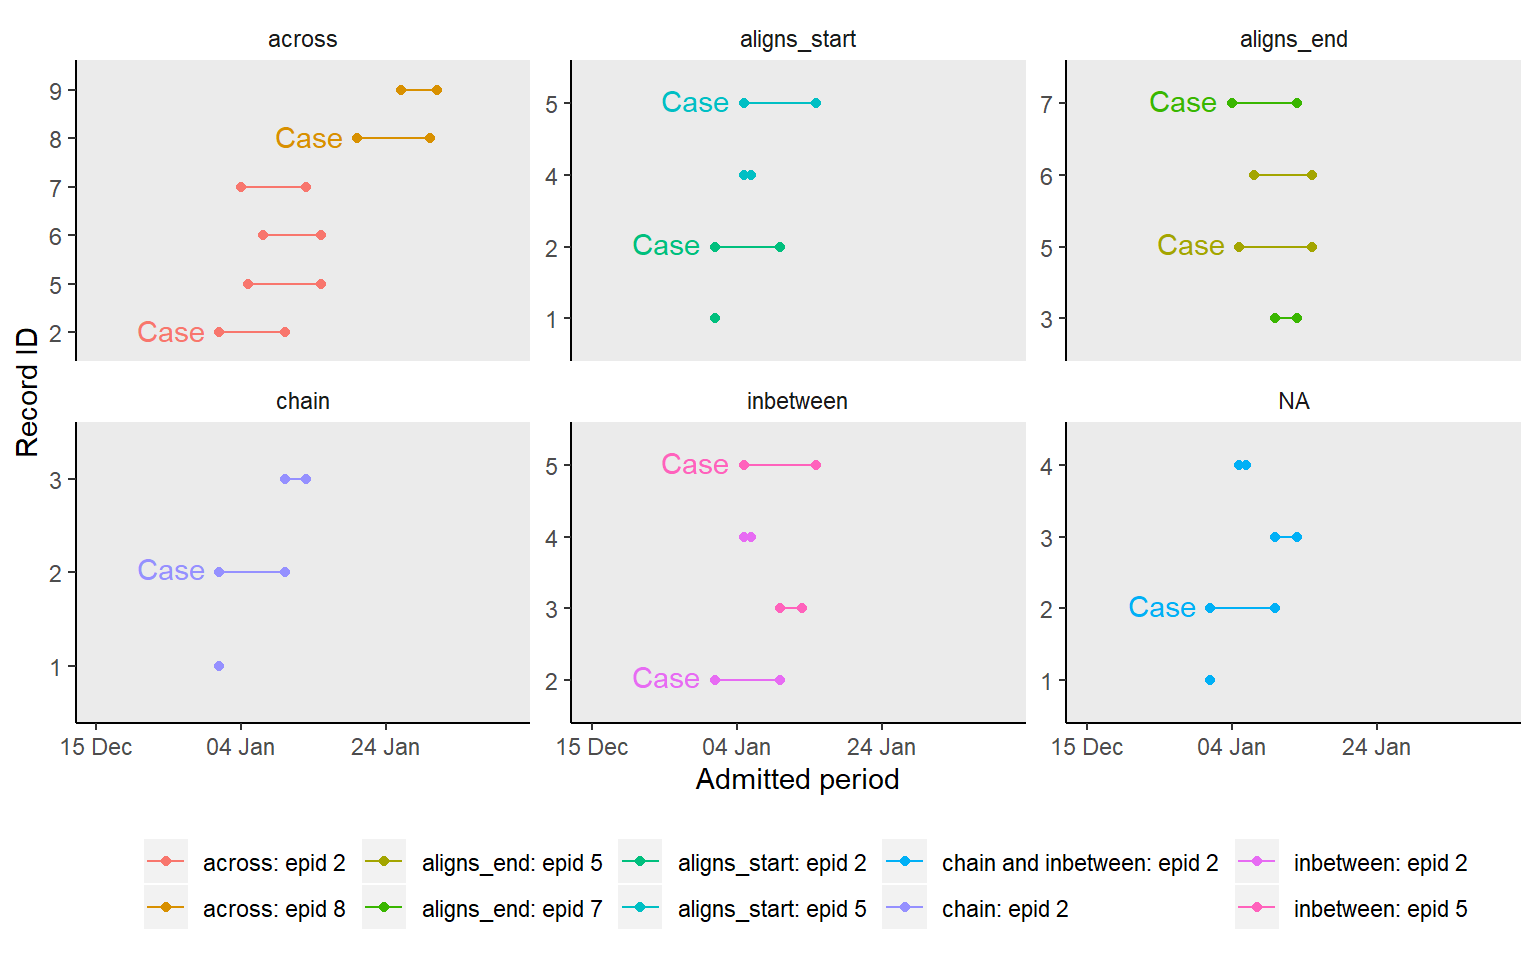 across
aligns_start
aligns_end
9
8
7
6
5
2
Case
Case
5
4
2
1
Case
Case
7
6
5
3
Case
Case
Record ID
chain
inbetween
NA
3
2
1
Case
5
4
3
2
Case
Case
4
3
2
1
Case
15 Dec 04 Jan 24 Jan
15 Dec 04 Jan 24 Jan
15 Dec 04 Jan 24 Jan
Admitted period
across: epid 2 aligns_end: epid 5 aligns_start: epid 2 chain and inbetween: epid 2 inbetween: epid 2
across: epid 8 aligns_end: epid 7 aligns_start: epid 5 chain: epid 2 inbetween: epid 5